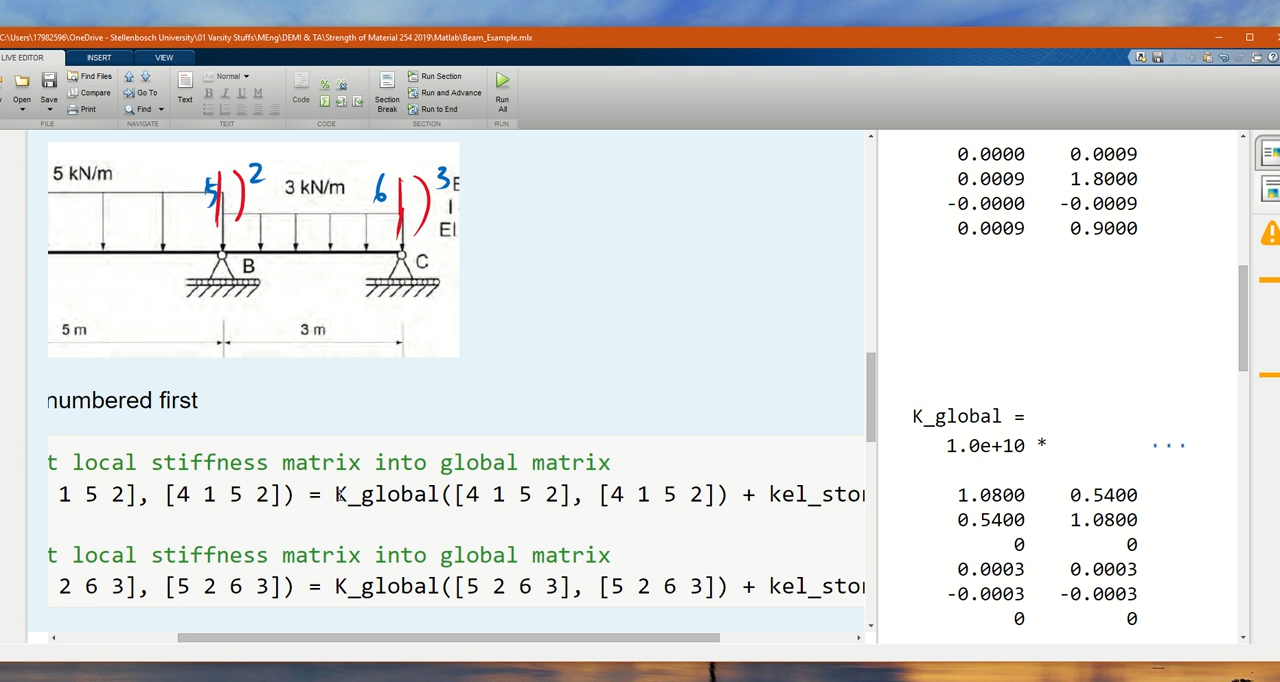 C:\Users\17982596\OneDrive - Stellenbosch University\01 Varsity Stuffs\MEng\DEMI & TA\Strength of Material 254 2019\Matlab\Beam_Example.mlx
LIVE EDITOR INSERT VIEW
Find Files
Normal
Run Section
Compare
Go To
Run and Advance
Open Save
Print
Find
Text
B I U M
Code
Section Break
Run to End
Run All
FILE NAVIGATE TEXT CODE SECTION RUN
5 kN/m
5
2
3 kN/m
6
3
E
I
EI
B
C
5 m
3 m
numbered first
t local stiffness matrix into global matrix
1 5 2], [4 1 5 2]) = K_global([4 1 5 2], [4 1 5 2]) + kel_stor
t local stiffness matrix into global matrix
2 6 3], [5 2 6 3]) = K_global([5 2 6 3], [5 2 6 3]) + kel_stor
0.0000 0.0009
0.0009 1.8000
-0.0000 -0.0009
0.0009 0.9000
K_global =
1.0e+10 * ...
1.0800 0.5400
0.5400 1.0800
0 0
0.0003 0.0003
-0.0003 -0.0003
0 0